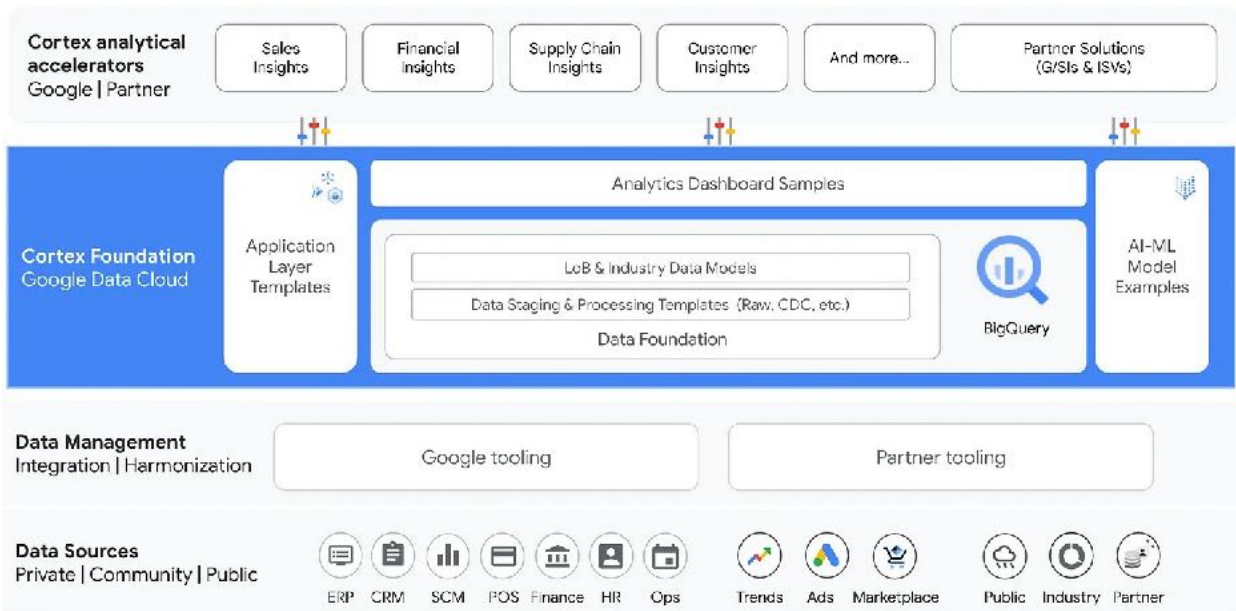 Cortex analytical
accelerators
Google | Partner
Sales
Insights
Financial
Insights
Supply Chain
Insights
Customer
Insights
And more...
Partner Solutions
(G/SIs & ISVs)
Cortex Foundation
Google Data Cloud
Application
Layer
Templates
Analytics Dashboard Samples
LoB & Industry Data Models
Data Staging & Processing Templates (Raw, CDC, etc.)
Data Foundation
BigQuery
AI-ML
Model
Examples
Data Management
Integration | Harmonization
Google tooling
Partner tooling
Data Sources
Private | Community | Public
ERP CRM SCM POS Finance HR Ops Trends Ads Marketplace Public Industry Partner